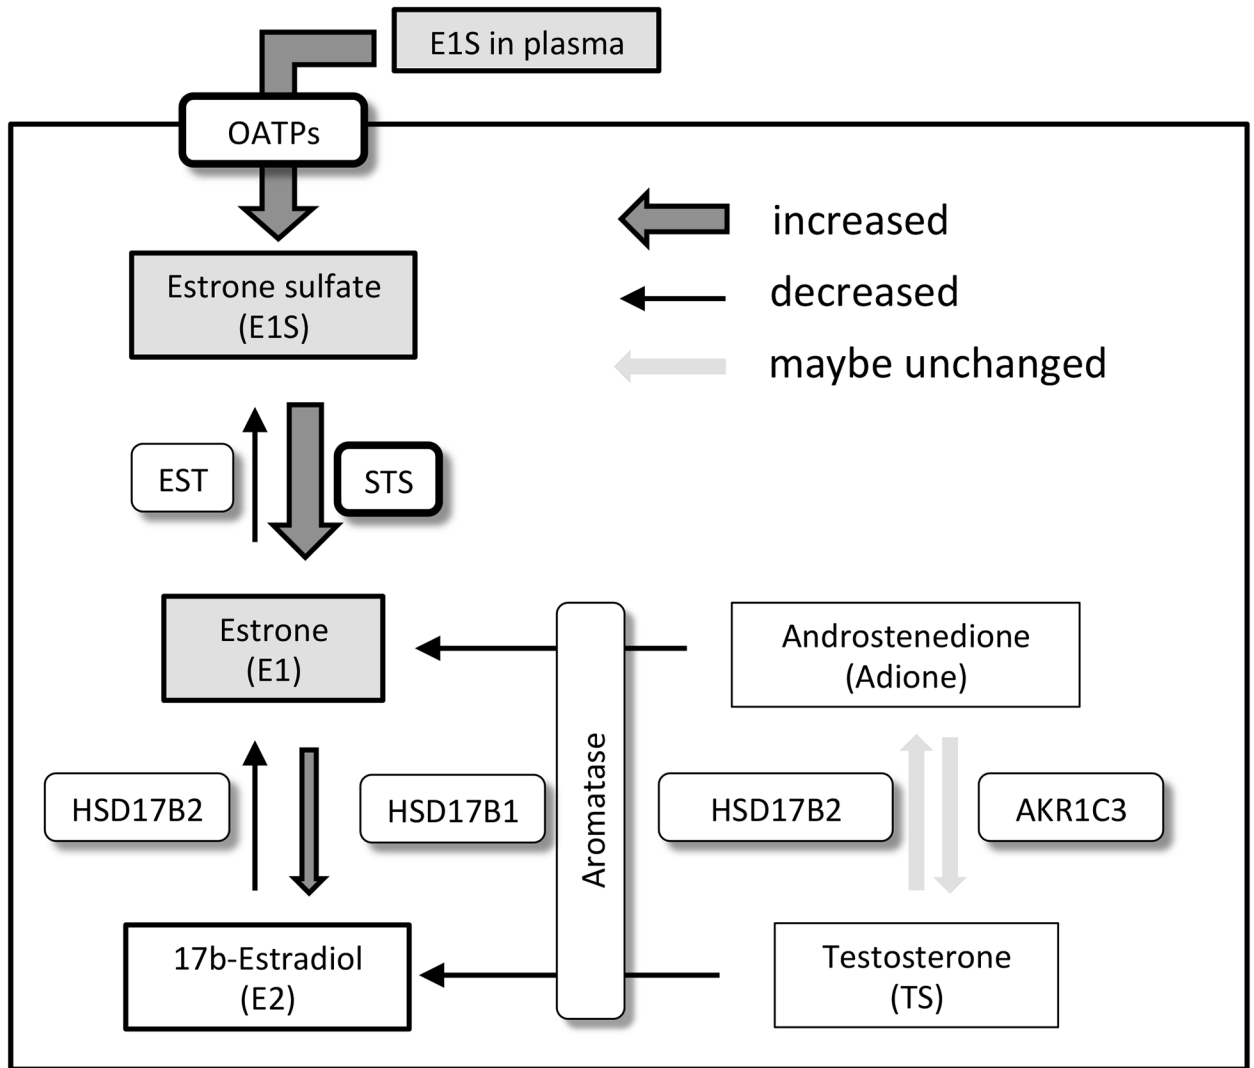 E1S in plasma
OATPs
increased
decreased
maybe unchanged
Estrone sulfate
(E1S)
EST
STS
Estrone
(E1)
Androstenedione
(Adione)
Aromatase
HSD17B2
HSD17B1
HSD17B2
AKR1C3
17b-Estradiol
(E2)
Testosterone
(TS)